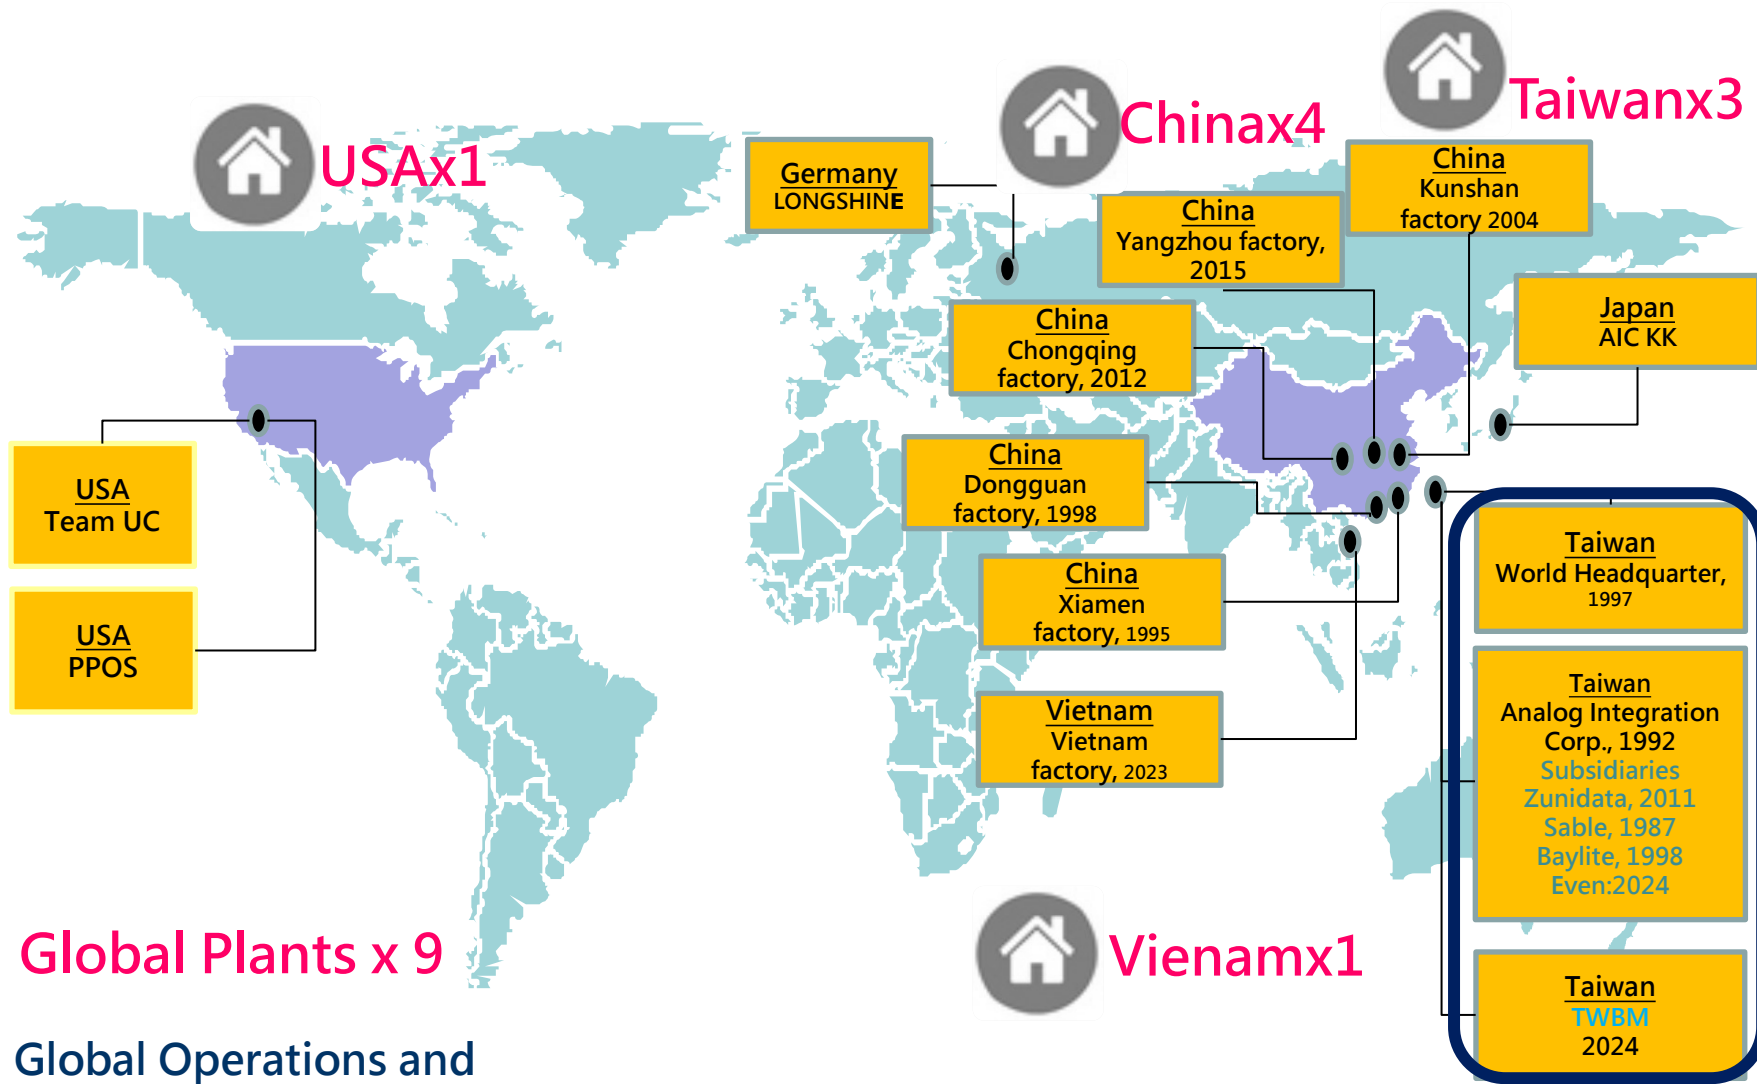 USAx1
Chinax4
Taiwanx3
Germany
LONGSHINE
China
Yangzhou factory,
2015
China
Kunshan
factory 2004
China
Chongqing
factory, 2012
Japan
AIC KK
USA
Team UC
China
Dongguan
factory, 1998
Taiwan
World Headquarter,
1997
USA
PPOS
China
Xiamen
factory, 1995
Taiwan
Analog Integration
Corp., 1992
Subsidiaries
Zunidata, 2011
Sable, 1987
Baylite, 1998
Even:2024
Vietnam
Vietnam
factory, 2023
Global Plants x 9
Vienamx1
Taiwan
TWBM
2024
Global Operations and